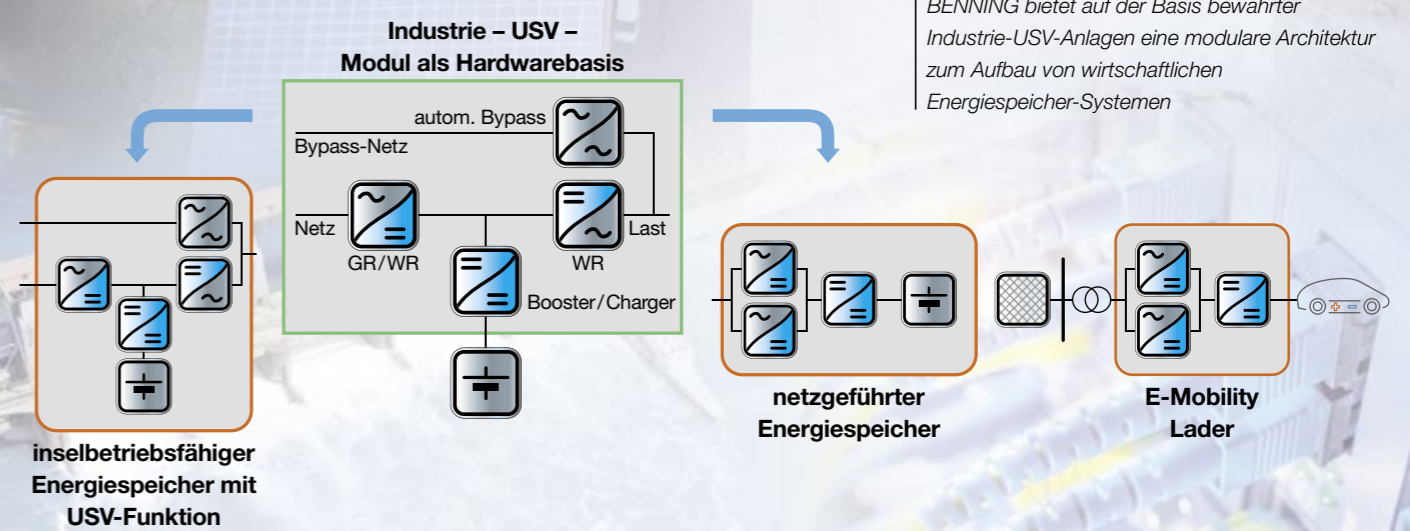 BENNING bietet auf der Basis bewährter
Industrie-USV-Anlagen eine modulare Architektur
zum Aufbau von wirtschaftlichen
Energiespeicher-Systemen
Industrie – USV –
Modul als Hardwarebasis
autom. Bypass
Bypass-Netz
Netz
Last
GR/WR
WR
Booster/Charger
inselbetriebsfähiger
Energiespeicher mit
USV-Funktion
netzgeführter
Energiespeicher
E-Mobility
Lader